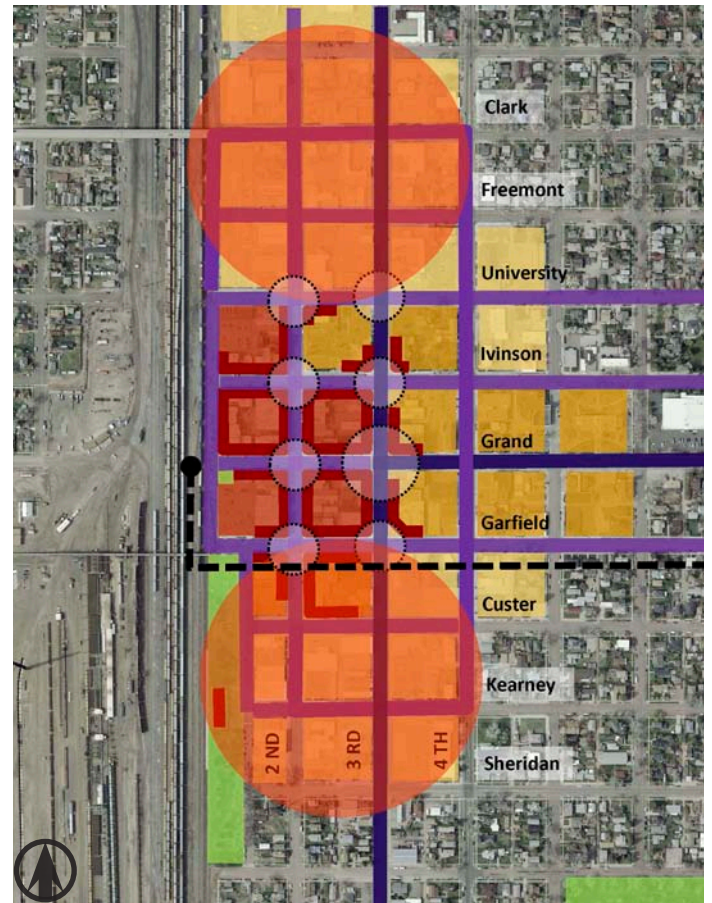 Clark
Freemont
University
Ivinson
Grand
Garfield
Custer
Kearney
2 ND
3 RD
4 TH
Sheridan